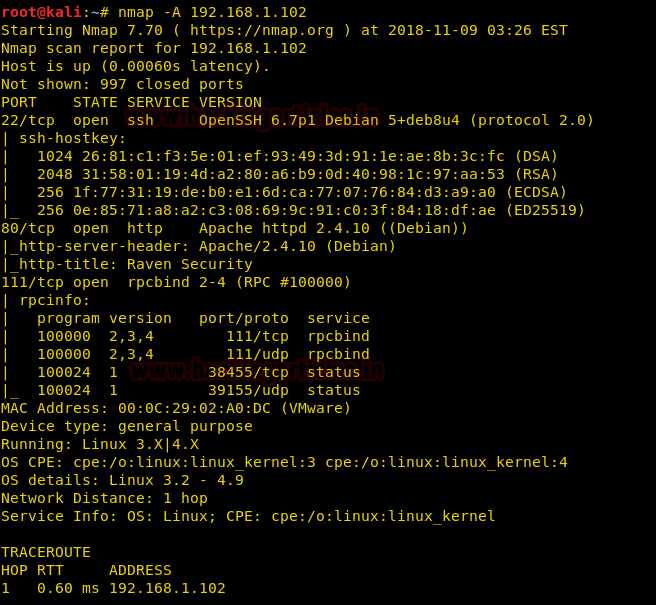 root@kali:~# nmap -A 192.168.1.102
Starting Nmap 7.70 ( https://nmap.org ) at 2018-11-09 03:26 EST
Nmap scan report for 192.168.1.102
Host is up (0.00060s latency).
Not shown: 997 closed ports
PORT    STATE SERVICE VERSION
22/tcp  open  ssh     OpenSSH 6.7p1 Debian 5+deb8u4 (protocol 2.0)
| ssh-hostkey:
|   1024 26:81:c1:f3:5e:01:ef:93:49:3d:91:1e:ae:8b:3c:fc (DSA)
|   2048 31:58:01:19:4d:a2:80:a6:b9:0d:40:98:1c:97:aa:53 (RSA)
|   256 1f:77:31:19:de:b0:e1:6d:ca:77:07:76:84:d3:a9:a0 (ECDSA)
|_  256 0e:85:71:a8:a2:c3:08:69:9c:91:c0:3f:84:18:df:ae (ED25519)
80/tcp  open  http    Apache httpd 2.4.10 ((Debian))
|_http-server-header: Apache/2.4.10 (Debian)
|_http-title: Raven Security
111/tcp open  rpcbind 2-4 (RPC #100000)
| rpcinfo:
|   program version   port/proto  service
|   100000  2,3,4        111/tcp  rpcbind
|   100000  2,3,4        111/udp  rpcbind
|   100024  1          38455/tcp  status
|_  100024  1          39155/udp  status
MAC Address: 00:0C:29:02:A0:DC (VMware)
Device type: general purpose
Running: Linux 3.X|4.X
OS CPE: cpe:/o:linux:linux_kernel:3 cpe:/o:linux:linux_kernel:4
OS details: Linux 3.2 - 4.9
Network Distance: 1 hop
Service Info: OS: Linux; CPE: cpe:/o:linux:linux_kernel

TRACEROUTE
HOP RTT     ADDRESS
1   0.60 ms 192.168.1.102